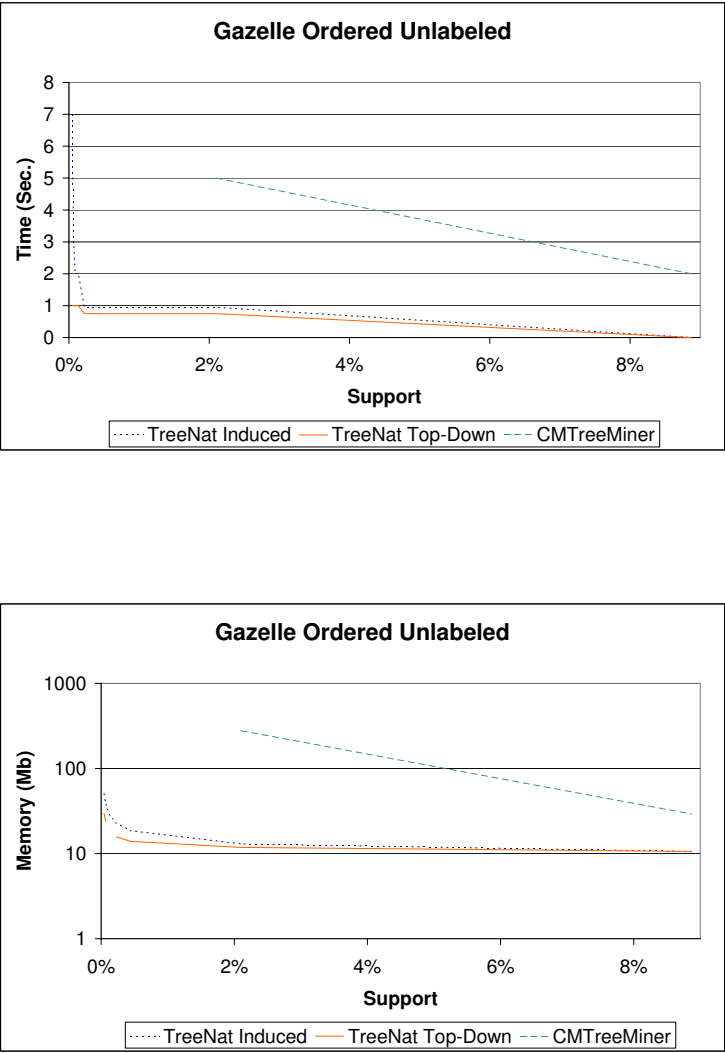 Gazelle Ordered Unlabeled
8
7
6
5
4
3
2
1
0
Time (Sec.)
0% 2% 4% 6% 8%
Support
TreeNat Induced TreeNat Top-Down CMTreeMiner
Gazelle Ordered Unlabeled
1000
100
10
1
Memory (Mb)
0% 2% 4% 6% 8%
Support
TreeNat Induced TreeNat Top-Down CMTreeMiner